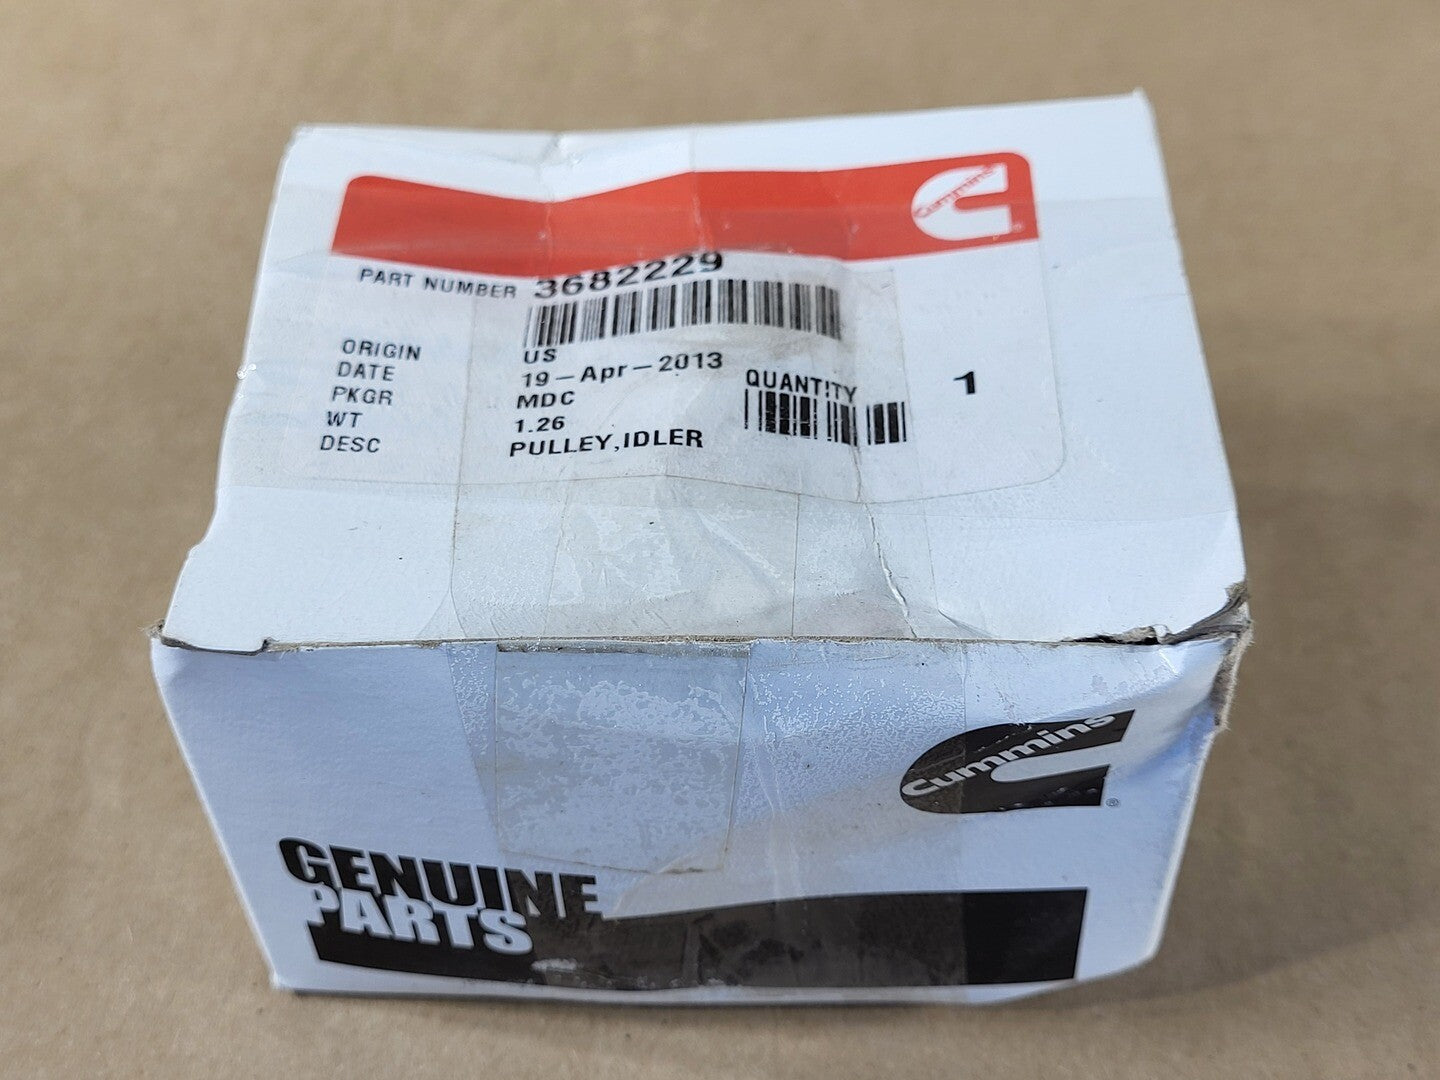 Cummins
®
PART NUMBER 3682229
ORIGIN US
DATE 19-Apr-2013
PKGR MDC
WT 1.26
DESC PULLEY,IDLER
QUANTITY 1
Cummins
®
GENUINE
PARTS